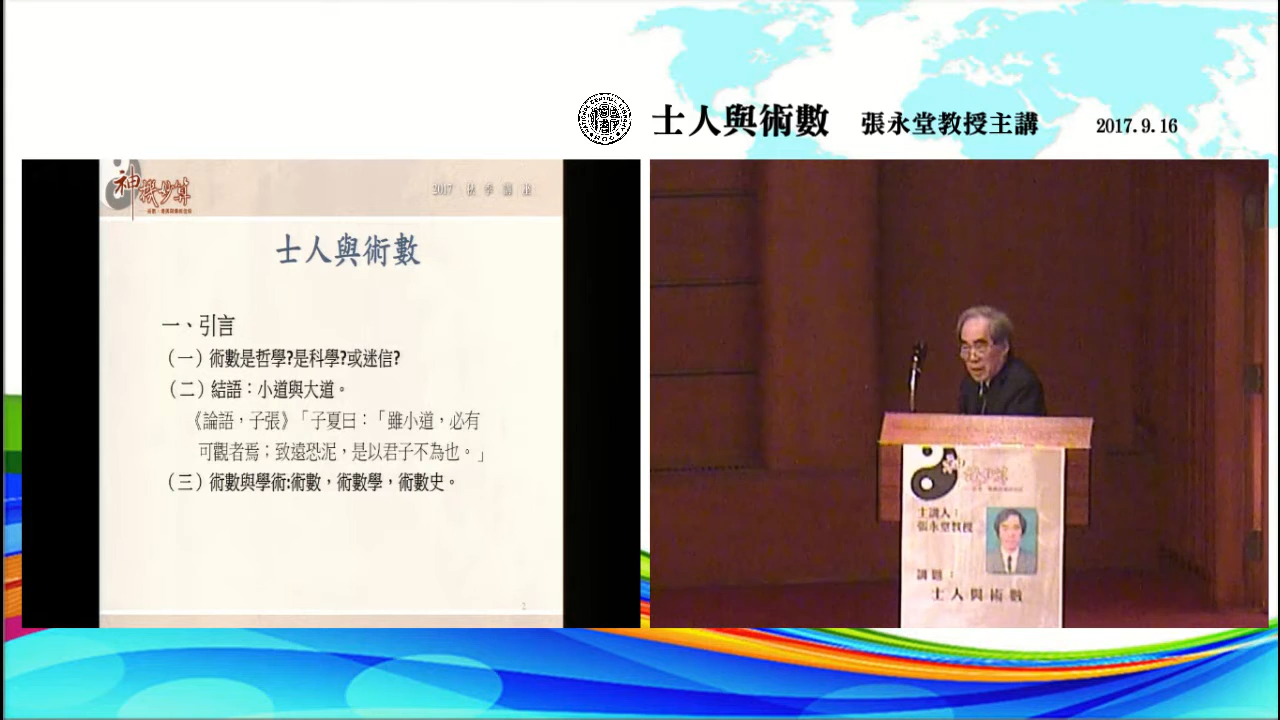 士人與術數 張永堂教授主講 2017.9.16
神機妙算
2017 秋季講座
士人與術數
一、引言
（一）術數是哲學?是科學?或迷信?
（二）結語：小道與大道。
《論語，子張》「子夏曰：「雖小道，必有
可觀者焉；致遠恐泥，是以君子不為也。」
（三）術數與學術:術數，術數學，術數史。
主講人：
張永堂教授
講題：
士人與術數